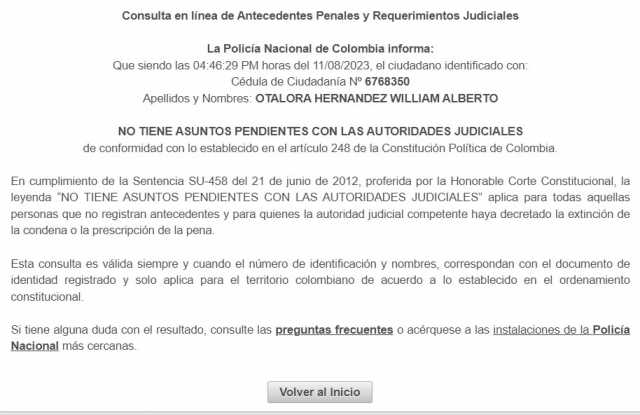 Consulta en línea de Antecedentes Penales y Requerimientos Judiciales
La Policía Nacional de Colombia informa:
Que siendo las 04:46:29 PM horas del 11/08/2023, el ciudadano identificado con:
Cédula de Ciudadanía Nº 6768350
Apellidos y Nombres: OTALORA HERNANDEZ WILLIAM ALBERTO
NO TIENE ASUNTOS PENDIENTES CON LAS AUTORIDADES JUDICIALES
de conformidad con lo establecido en el artículo 248 de la Constitución Política de Colombia.
En cumplimiento de la Sentencia SU-458 del 21 de junio de 2012, proferida por la Honorable Corte Constitucional, la
leyenda "NO TIENE ASUNTOS PENDIENTES CON LAS AUTORIDADES JUDICIALES" aplica para todas aquellas
personas que no registran antecedentes y para quienes la autoridad judicial competente haya decretado la extinción de
la condena o la prescripción de la pena.
Esta consulta es válida siempre y cuando el número de identificación y nombres, correspondan con el documento de
identidad registrado y solo aplica para el territorio colombiano de acuerdo a lo establecido en el ordenamiento
constitucional.
Si tiene alguna duda con el resultado, consulte las preguntas frecuentes o acérquese a las instalaciones de la Policía
Nacional más cercanas.
Volver al Inicio